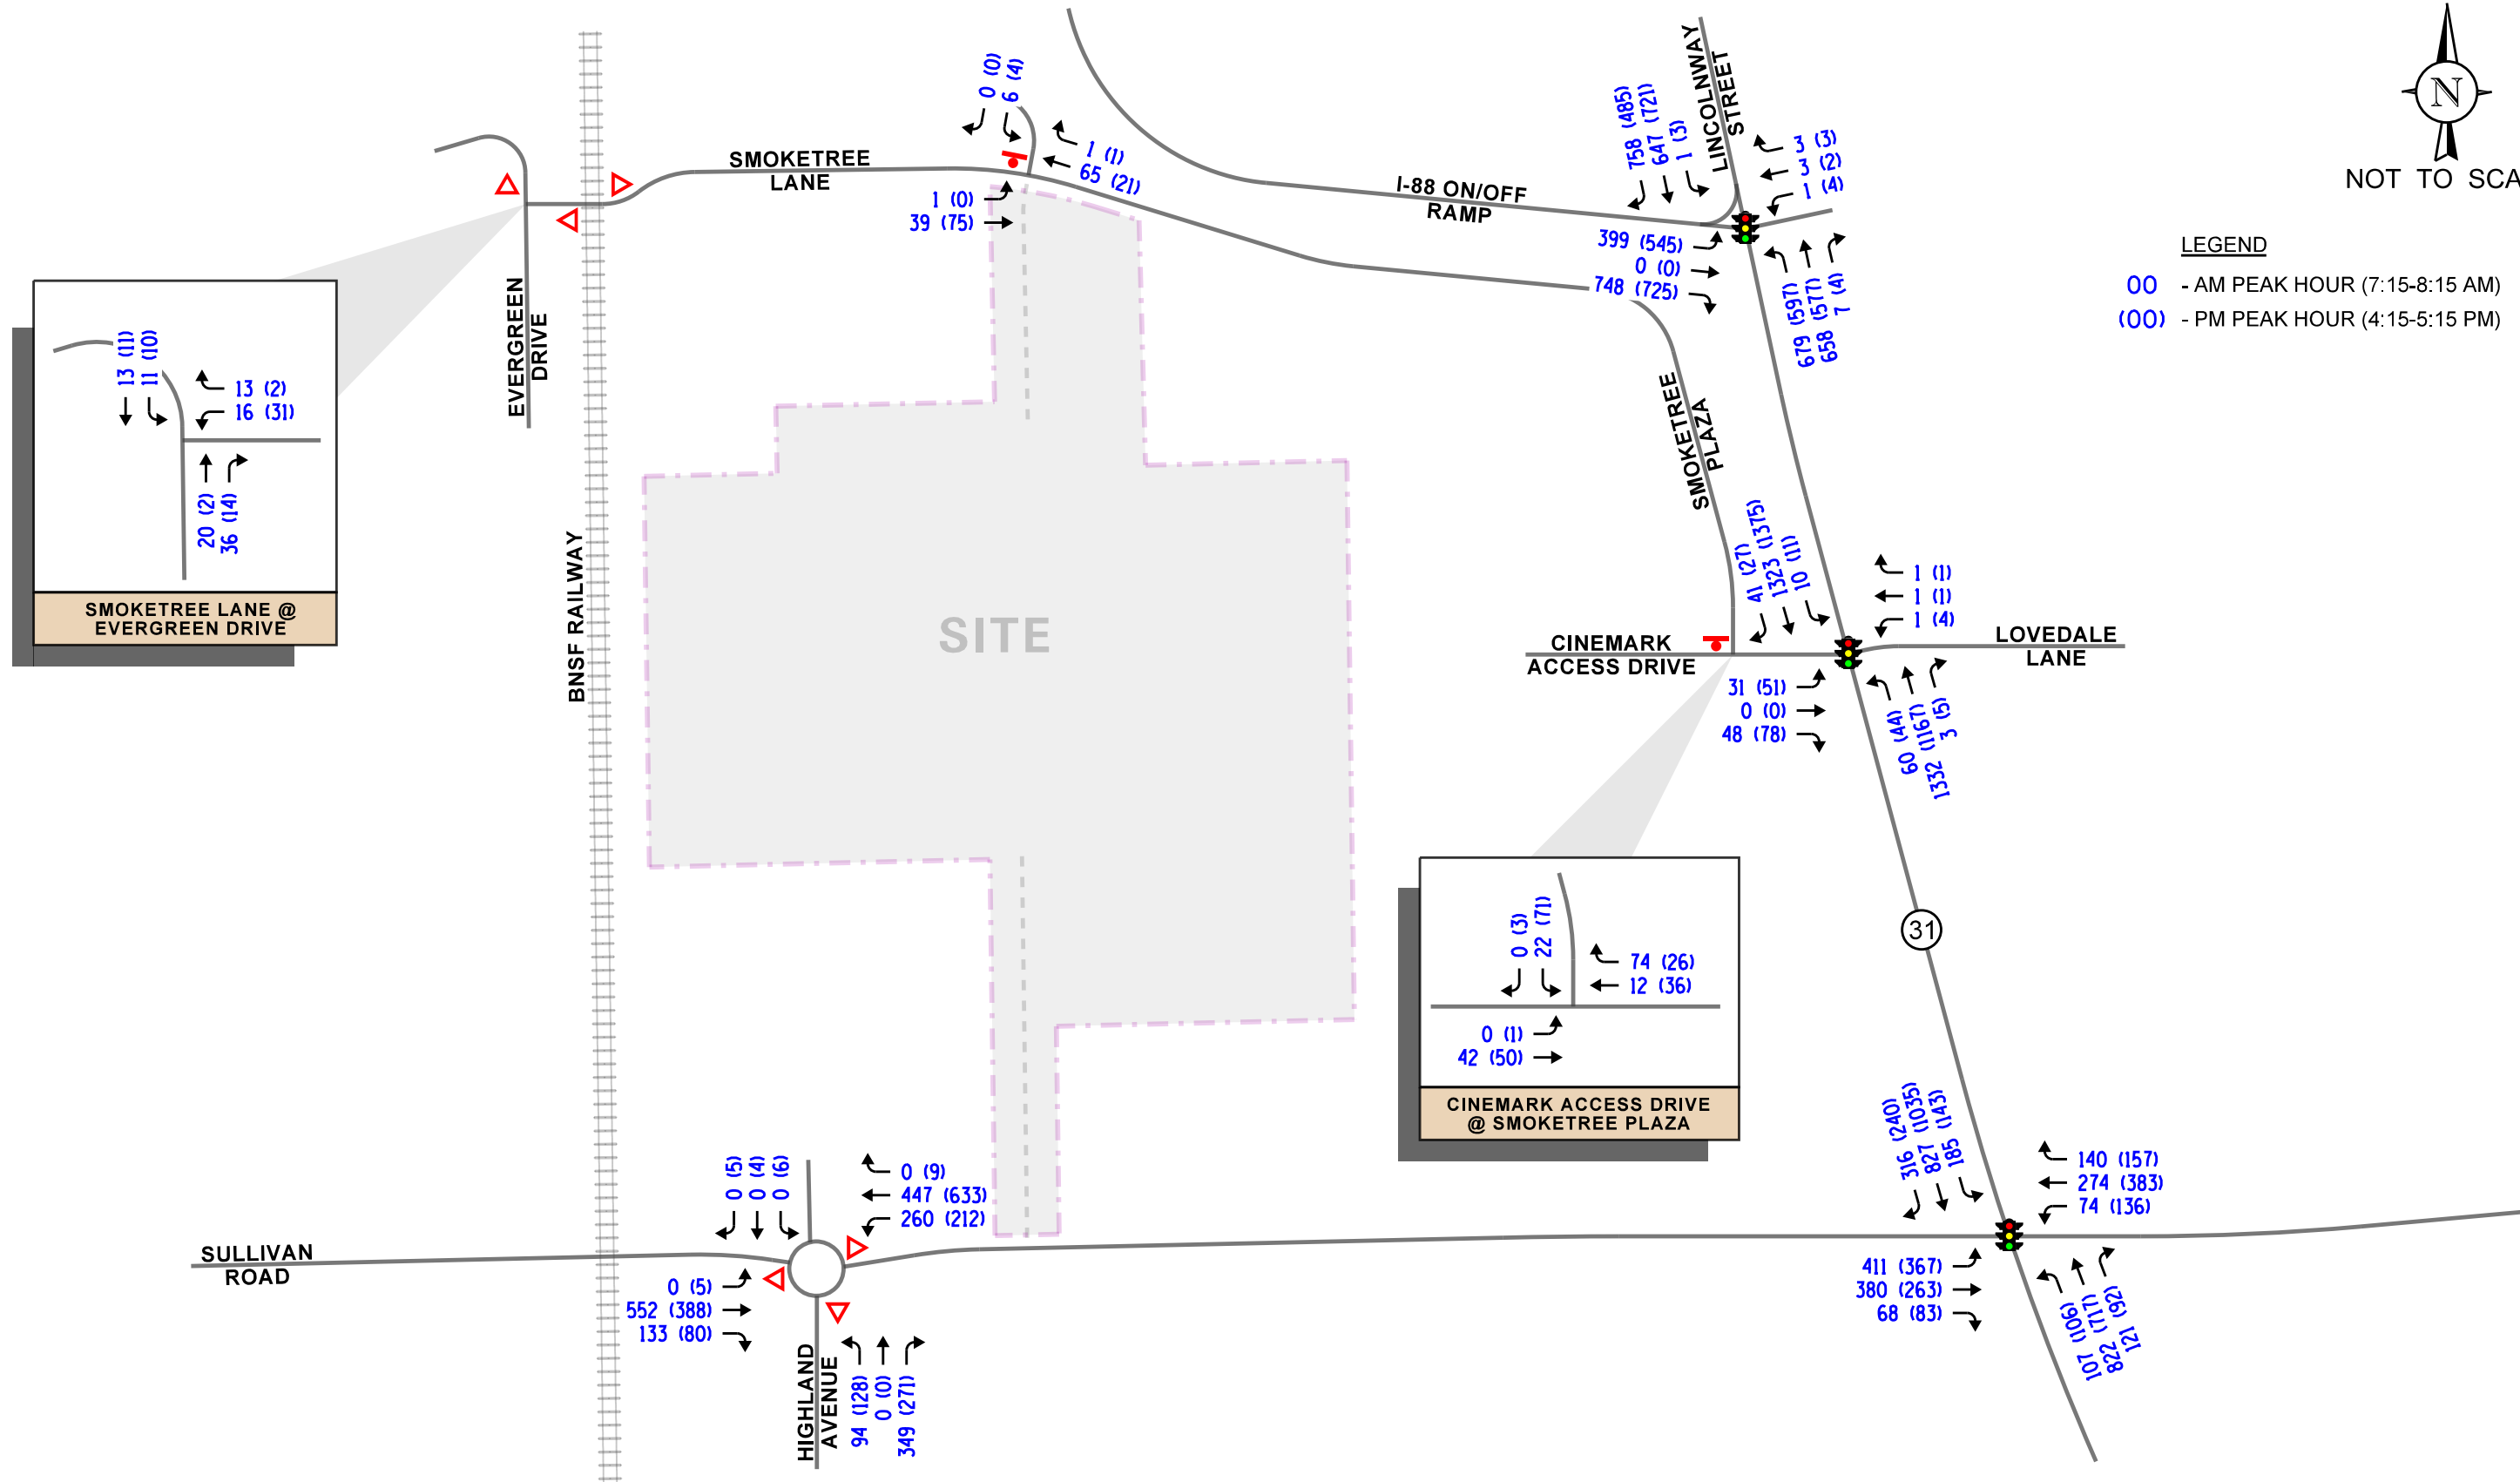 N
NOT TO SCA
LEGEND
00 - AM PEAK HOUR (7:15-8:15 AM)
(00) - PM PEAK HOUR (4:15-5:15 PM)
0 (0)
6 (4)
1 (1)
65 (21)
1 (0)
39 (75)
SMOKETREE
LANE
I-88 ON/OFF
RAMP
LINCOLNWAY
STREET
758 (485)
647 (721)
1 (3)
3 (3)
3 (2)
1 (4)
399 (545)
0 (0)
748 (725)
679 (597)
658 (577)
7 (4)
EVERGREEN
DRIVE
13 (11)
11 (10)
13 (2)
16 (31)
20 (2)
36 (14)
SMOKETREE LANE @
EVERGREEN DRIVE
BNSF RAILWAY
SITE
SMOKETREE
PLAZA
41 (27)
1323 (1375)
10 (11)
1 (1)
1 (1)
1 (4)
CINEMARK
ACCESS DRIVE
LOVEDALE
LANE
31 (51)
0 (0)
48 (78)
60 (44)
1332 (1167)
3 (5)
31
0 (3)
22 (71)
74 (26)
12 (36)
0 (1)
42 (50)
CINEMARK ACCESS DRIVE
@ SMOKETREE PLAZA
316 (240)
827 (1035)
185 (143)
140 (157)
274 (383)
74 (136)
411 (367)
380 (263)
68 (83)
107 (106)
822 (717)
121 (92)
0 (5)
0 (4)
0 (6)
0 (9)
447 (633)
260 (212)
SULLIVAN
ROAD
0 (5)
552 (388)
133 (80)
HIGHLAND
AVENUE
94 (128)
0 (0)
349 (271)